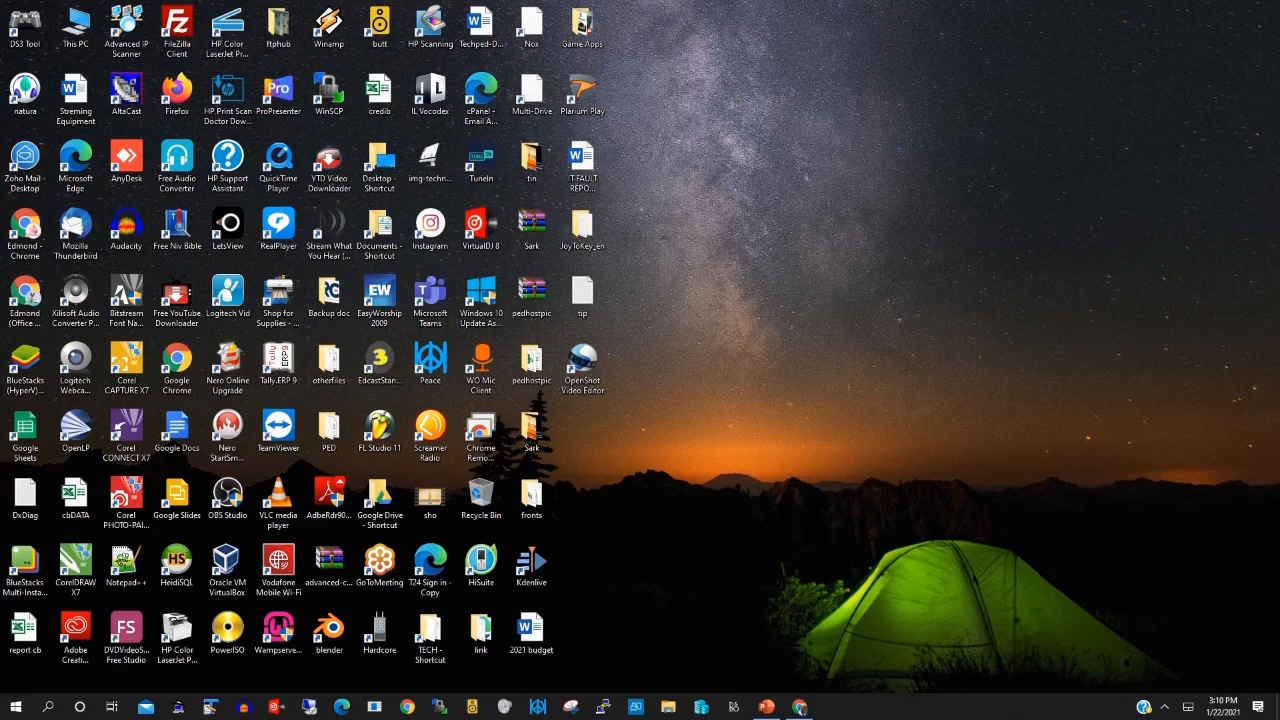 DS3 Tool
This PC
Advanced IP
Scanner
FileZilla
Client
HP Color
LaserJet Pr...
ftphub
Winamp
butt
HP Scanning
Techped-D...
Nox
Game Apps
natura
Streming
Equipment
AltaCast
Firefox
HP Print Scan
Doctor Dow...
Pro
ProPresenter
WinSCP
credib
IL Vocodex
cPanel -
Email A...
Multi-Drive
Plarium Play
Zoho Mail -
Desktop
Microsoft
Edge
AnyDesk
Free Audio
Converter
HP Support
Assistant
QuickTime
Player
YTD Video
Downloader
Desktop -
Shortcut
img-techn...
TuneIn
tin
IT-FAULT
REPO...
Edmond -
Chrome
Mozilla
Thunderbird
Audacity
Free Niv Bible
LetsView
RealPlayer
Stream What
You Hear (...
Documents -
Shortcut
Instagram
VirtualDJ 8
Sark
JoyToKey_en
Edmond
(Office ...
Xilisoft Audio
Converter P...
Bitstream
Font Na...
Free YouTube
Downloader
Logitech Vid
Shop for
Supplies - ...
Backup doc
EW
EasyWorship
2009
Microsoft
Teams
Windows 10
Update As...
pedhostpic
tip
BlueStacks
(HyperV)...
Logitech
Webca...
Corel
CAPTURE X7
Google
Chrome
Nero Online
Upgrade
Tally
ERP9
Tally.ERP 9
otherfiles
3
EdcastStan...
Peace
WO Mic
Client
pedhostpic
OpenShot
Video Editor
Google
Sheets
OpenLP
Corel
CONNECT X7
Google Docs
Nero
StartSm...
TeamViewer
PED
FL Studio 11
Screamer
Radio
Chrome
Remo...
Sark
DxDiag
cbDATA
Corel
PHOTO-PAI...
Google Slides
OBS Studio
VLC media
player
AdbeRdr90...
Google Drive
- Shortcut
sho
Recycle Bin
fronts
BlueStacks
Multi-Insta...
CorelDRAW
X7
Notepad++
HS
HeidiSQL
Oracle VM
VirtualBox
Vodafone
Mobile Wi-Fi
advanced-c...
GoToMeeting
T24 Sign in -
Copy
HiSuite
Kdenlive
report cb
Adobe
Creati...
FS
DVDVideoS...
Free Studio
HP Color
LaserJet P...
PowerISO
Wampserve...
blender
Hardcore
TECH -
Shortcut
link
2021 budget
3:10 PM
1/22/2021